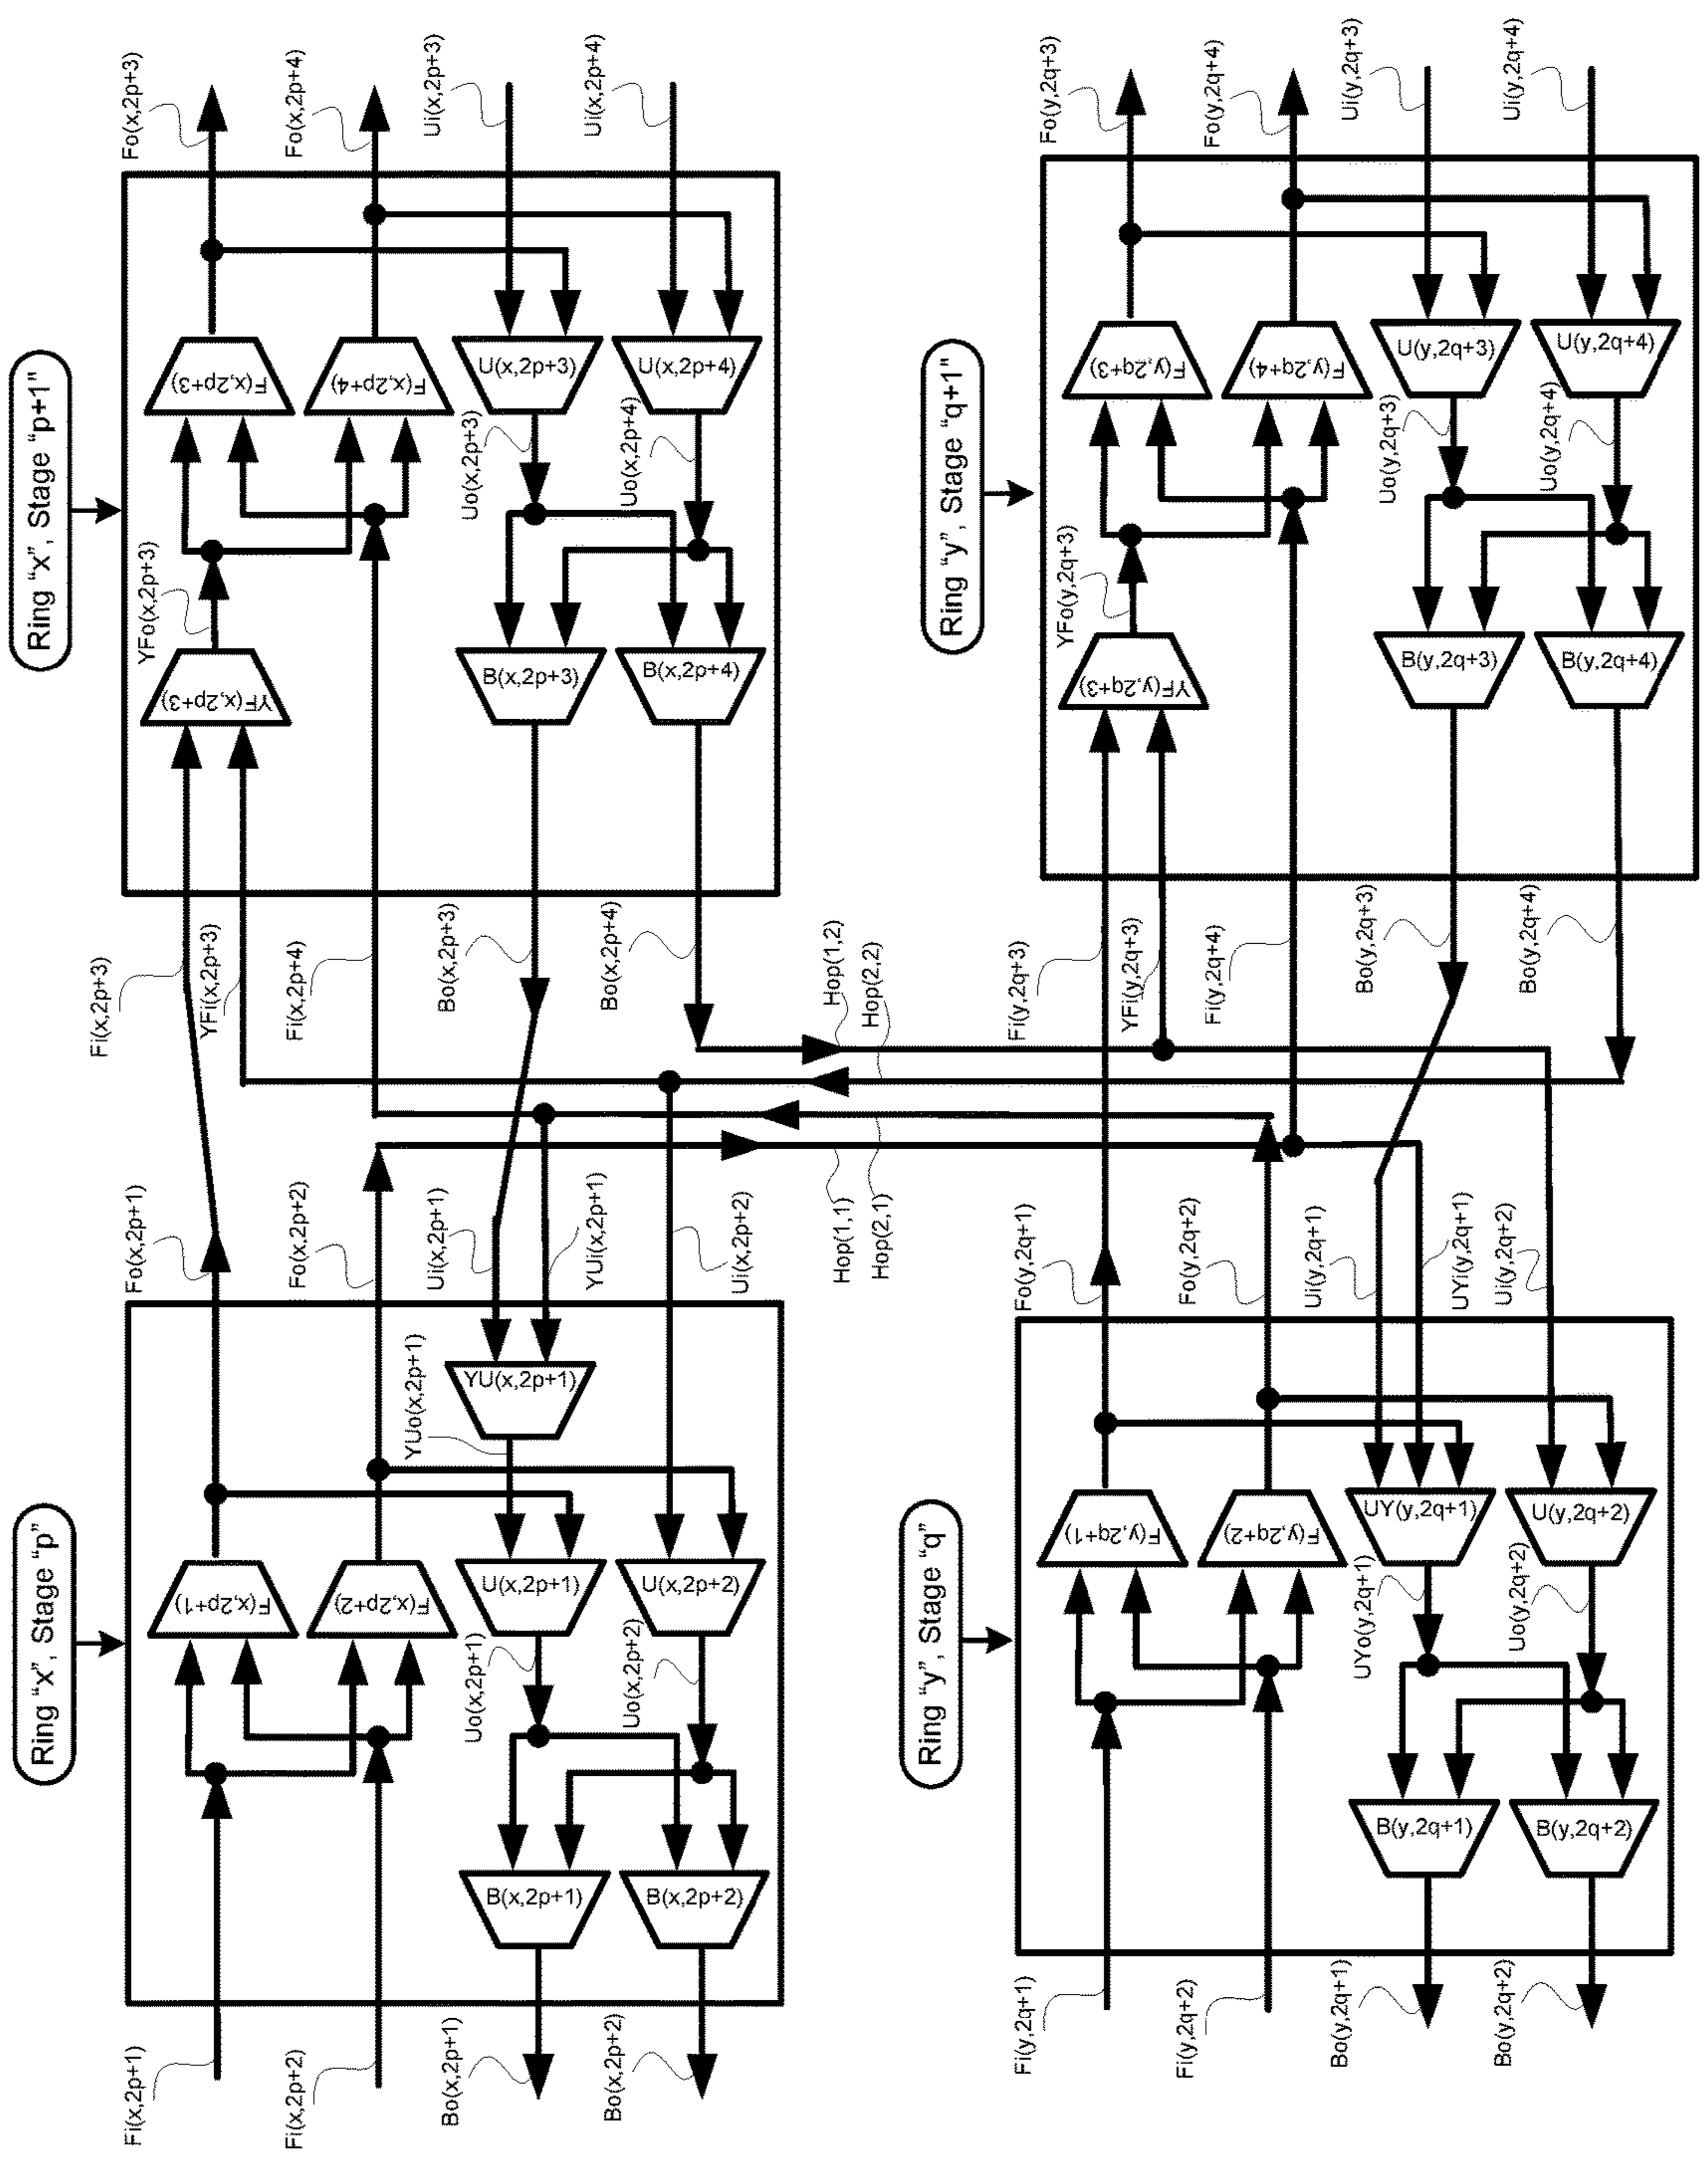 Ring "x", Stage "p+1"
Fo(x,2p+3)
Fo(x,2p+4)
Ui(x,2p+3)
Ui(x,2p+4)
F(x,2p+3)
F(x,2p+4)
U(x,2p+3)
U(x,2p+4)
YFo(x,2p+3)
Uo(x,2p+3)
Uo(x,2p+4)
YF(x,2p+3)
B(x,2p+3)
B(x,2p+4)
Fi(x,2p+3)
YFi(x,2p+3)
Fi(x,2p+4)
Bo(x,2p+3)
Bo(x,2p+4)
Ring "y", Stage "q+1"
Fo(y,2q+3)
Fo(y,2q+4)
Ui(y,2q+3)
Ui(y,2q+4)
F(y,2q+3)
F(y,2q+4)
U(y,2q+3)
U(y,2q+4)
YFo(y,2q+3)
Uo(y,2q+3)
Uo(y,2q+4)
YF(y,2q+3)
B(y,2q+3)
B(y,2q+4)
Fi(y,2q+3)
YFi(y,2q+3)
Fi(y,2q+4)
Bo(y,2q+3)
Bo(y,2q+4)
Hop(1,2)
Hop(2,2)
Hop(1,1)
Hop(2,1)
Ring "x", Stage "p"
Fo(x,2p+1)
Fo(x,2p+2)
Ui(x,2p+1)
YUi(x,2p+1)
Ui(x,2p+2)
YUo(x,2p+1)
YU(x,2p+1)
F(x,2p+1)
F(x,2p+2)
U(x,2p+1)
U(x,2p+2)
Uo(x,2p+1)
Uo(x,2p+2)
B(x,2p+1)
B(x,2p+2)
Fi(x,2p+1)
Fi(x,2p+2)
Bo(x,2p+1)
Bo(x,2p+2)
Ring "y", Stage "q"
Fo(y,2q+1)
Fo(y,2q+2)
Ui(y,2q+1)
UYi(y,2q+1)
Ui(y,2q+2)
F(y,2q+1)
F(y,2q+2)
UY(y,2q+1)
U(y,2q+2)
UYo(y,2q+1)
Uo(y,2q+2)
B(y,2q+1)
B(y,2q+2)
Fi(y,2q+1)
Fi(y,2q+2)
Bo(y,2q+1)
Bo(y,2q+2)